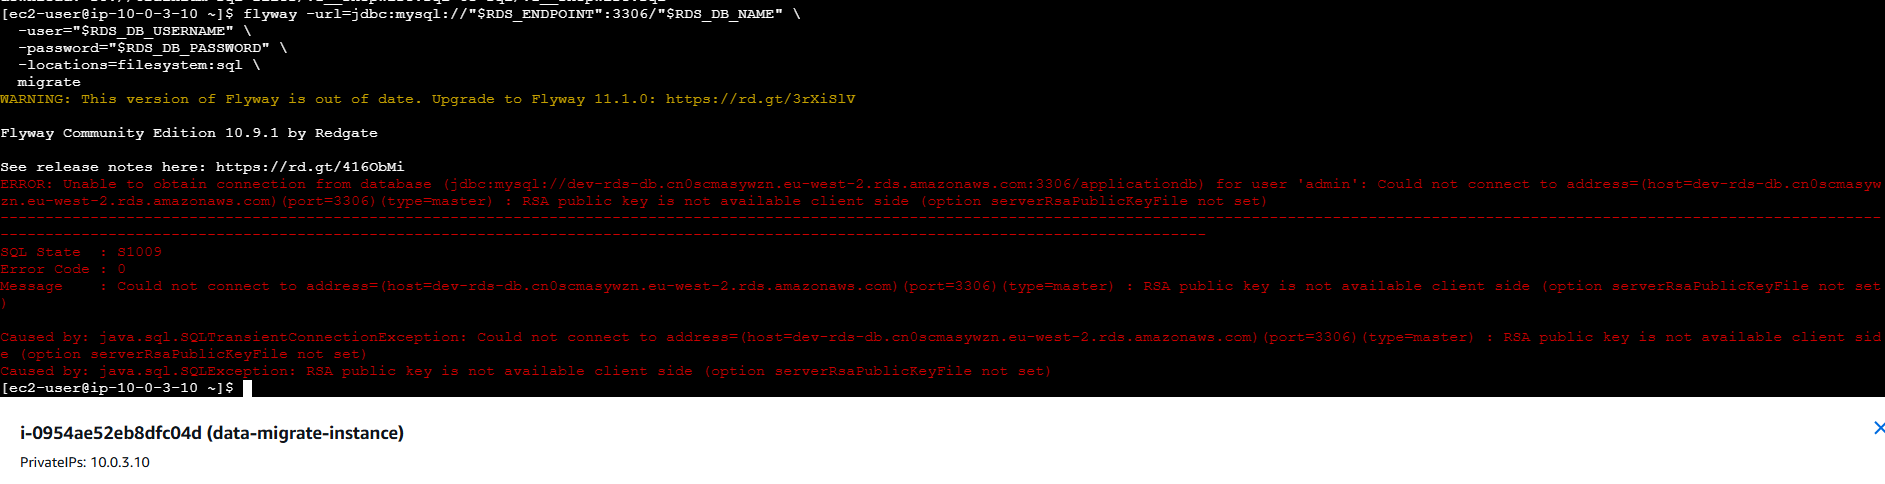 [ec2-user@ip-10-0-3-10 ~]$ flyway -url=jdbc:mysql://"$RDS_ENDPOINT":3306/"$RDS_DB_NAME" \
-user="$RDS_DB_USERNAME" \
-password="$RDS_DB_PASSWORD" \
-locations=filesystem:sql \
migrate
WARNING: This version of Flyway is out of date. Upgrade to Flyway 11.1.0: https://rd.gt/3rXiSlV
Flyway Community Edition 10.9.1 by Redgate
See release notes here: https://rd.gt/416ObMi
ERROR: Unable to obtain connection from database (jdbc:mysql://dev-rds-db.cn0scmasywzn.eu-west-2.rds.amazonaws.com:3306/applicationdb) for user 'admin': Could not connect to address=(host=dev-rds-db.cn0scmasyw
zn.eu-west-2.rds.amazonaws.com)(port=3306)(type=master) : RSA public key is not available client side (option serverRsaPublicKeyFile not set)
SQL State  : S1009
Error Code : 0
Message    : Could not connect to address=(host=dev-rds-db.cn0scmasywzn.eu-west-2.rds.amazonaws.com)(port=3306)(type=master) : RSA public key is not available client side (option serverRsaPublicKeyFile not set
)
Caused by: java.sql.SQLTransientConnectionException: Could not connect to address=(host=dev-rds-db.cn0scmasywzn.eu-west-2.rds.amazonaws.com)(port=3306)(type=master) : RSA public key is not available client sid
e (option serverRsaPublicKeyFile not set)
Caused by: java.sql.SQLException: RSA public key is not available client side (option serverRsaPublicKeyFile not set)
[ec2-user@ip-10-0-3-10 ~]$
i-0954ae52eb8dfc04d (data-migrate-instance)
PrivateIPs: 10.0.3.10